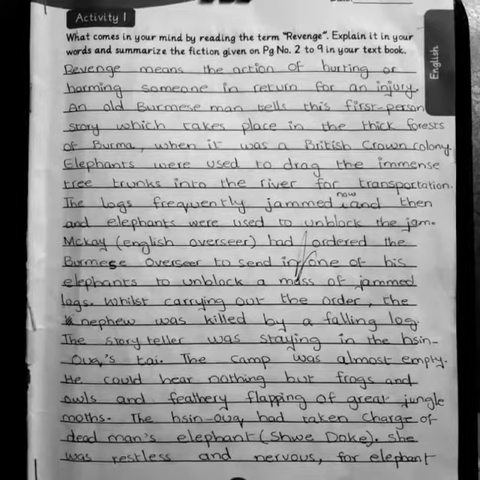 Activity 1
What comes in your mind by reading the term "Revenge". Explain it in your
words and summarize the fiction given on Pg No. 2 to 9 in your text book.
English
Revenge means the action of hurting or
harming someone in return for an injury.
An old Burmese man tells this first-person
story which takes place in the thick forests
of Burma, when it was a British Crown colony.
Elephants were used to drag the immense
tree trunks into the river for transportation.
The logs frequently jammed now and then
and elephants were used to unblock the jam.
Mckay (english overseer) had ordered the
Burmese overseer to send in one of his
elephants to unblock a mass of jammed
logs. Whilst carrying out the order, the
nephew was killed by a falling log.
The story teller was staying in the hsin-
Ouq's tai. The camp was almost empty.
He could hear nothing but frogs and
owls and feathery flapping of great jungle
moths. The hsin-ouq had taken charge of
dead man's elephant (Shwe Doke). She
was restless and nervous, for elephant